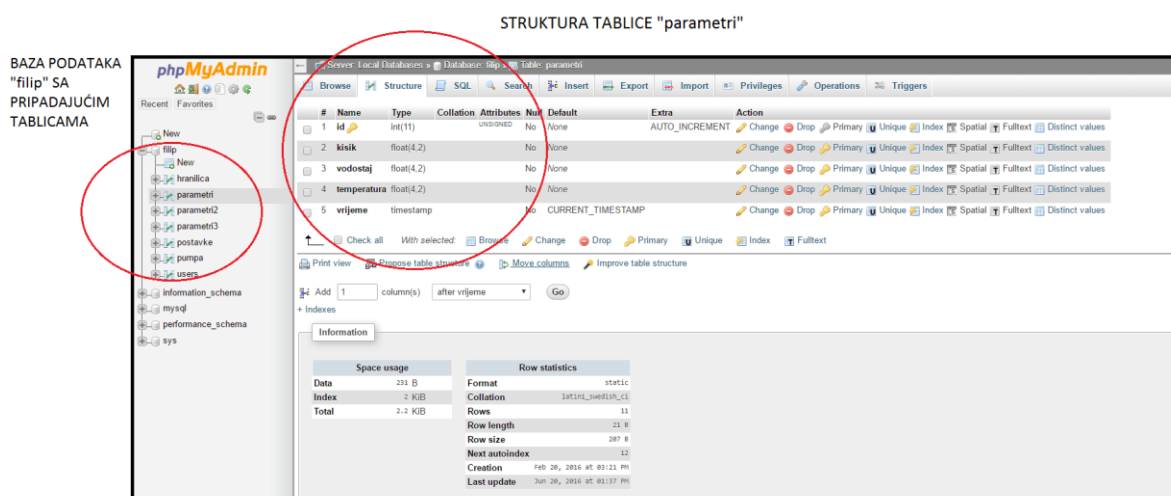 STRUKTURA TABLICE "parametri"
BAZA PODATAKA
"filip" SA
PRIPADAJUĆIM
TABLICAMA
phpMyAdmin
Recent Favorites
New
filip
New
hranilica
parametri
parametri2
parametri3
postavke
pumpa
users
information_schema
mysql
performance_schema
sys
Server: Local Databases » Database: filip » Table: parametri
Browse Structure SQL Search Insert Export Import Privileges Operations Triggers
# Name Type Collation Attributes Null Default Extra Action
1 id int(11) UNSIGNED No None AUTO_INCREMENT Change Drop Primary Unique Index Spatial Fulltext Distinct values
2 kisik float(4,2) No None Change Drop Primary Unique Index Spatial Fulltext Distinct values
3 vodostaj float(4,2) No None Change Drop Primary Unique Index Spatial Fulltext Distinct values
4 temperatura float(4,2) No None Change Drop Primary Unique Index Spatial Fulltext Distinct values
5 vrijeme timestamp No CURRENT_TIMESTAMP Change Drop Primary Unique Index Spatial Fulltext Distinct values
Check all With selected: Browse Change Drop Primary Unique Index Fulltext
Print view Propose table structure Move columns Improve table structure
Add 1 column(s) after vrijeme Go
+ Indexes
Information
Space usage
Data 231 B
Index 2 KiB
Total 2.2 KiB
Row statistics
Format static
Collation latin1_swedish_ci
Rows 11
Row length 21 B
Row size 207 B
Next autoindex 12
Creation Feb 20, 2016 at 03:21 PM
Last update Jun 20, 2016 at 01:37 PM